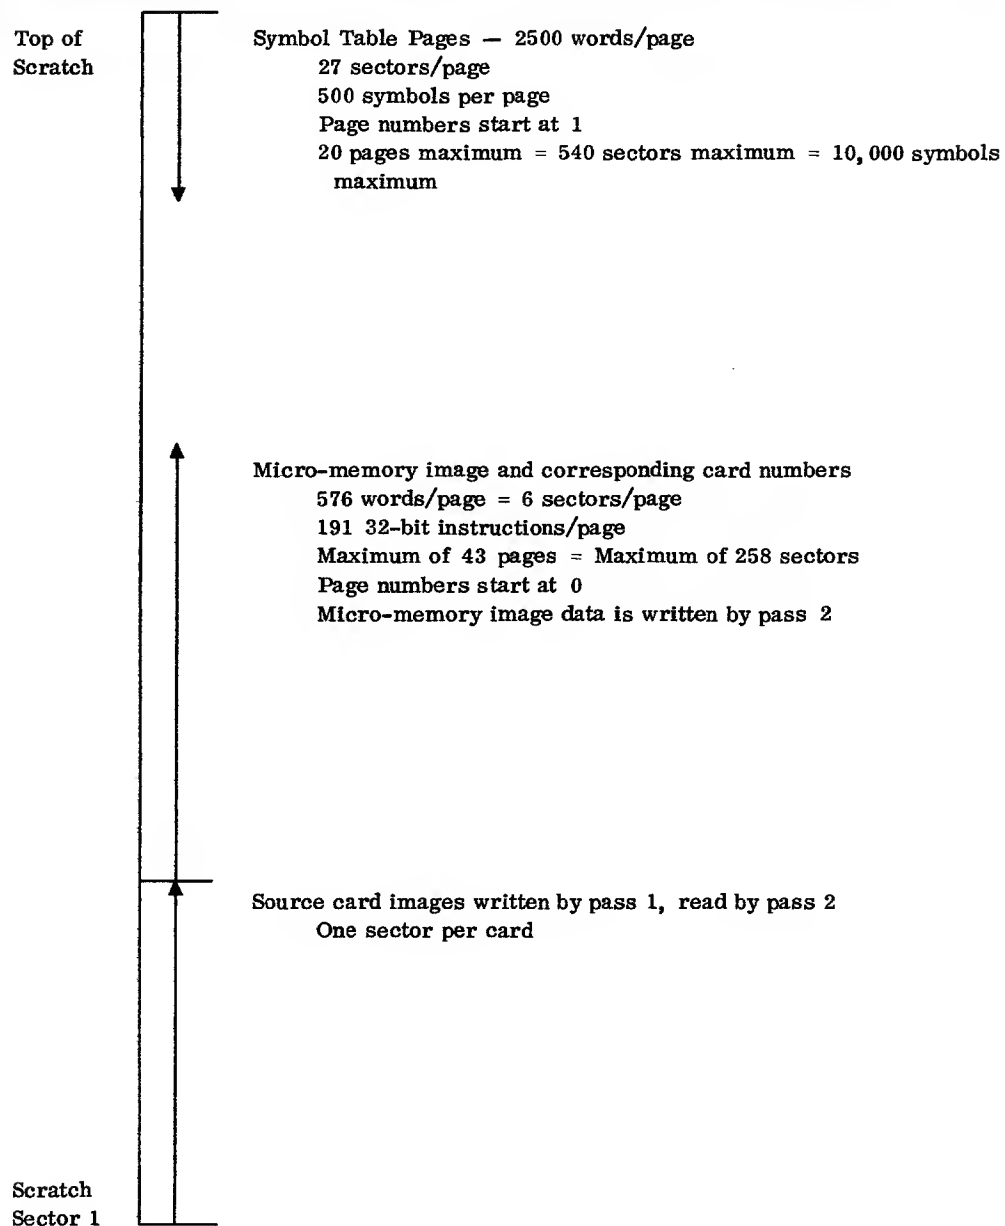 Top of
Scratch
Symbol Table Pages — 2500 words/page
27 sectors/page
500 symbols per page
Page numbers start at 1
20 pages maximum = 540 sectors maximum = 10,000 symbols
maximum
Micro-memory image and corresponding card numbers
576 words/page = 6 sectors/page
191 32-bit instructions/page
Maximum of 43 pages = Maximum of 258 sectors
Page numbers start at 0
Micro-memory image data is written by pass 2
Source card images written by pass 1, read by pass 2
One sector per card
Scratch
Sector 1